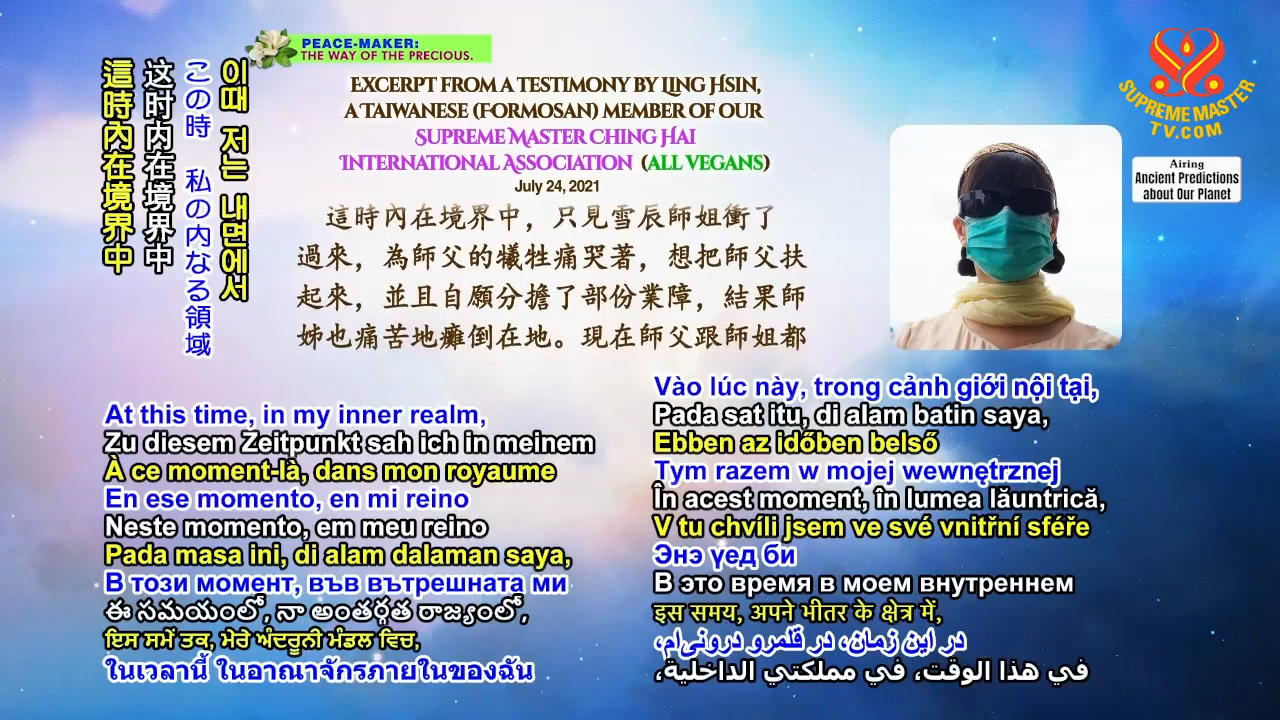 PEACE-MAKER:
THE WAY OF THE PRECIOUS.
SUPREME MASTER
TV.COM
Airing
Ancient Predictions
about Our Planet
EXCERPT FROM A TESTIMONY BY LING HSIN,
A TAIWANESE (FORMOSAN) MEMBER OF OUR
SUPREME MASTER CHING HAI
INTERNATIONAL ASSOCIATION (ALL VEGANS)
July 24, 2021
這時內在境界中，只見雪辰師姐衝了
過來，為師父的犧牲痛哭著，想把師父扶
起來，並且自願分擔了部份業障，結果師
姊也痛苦地癱倒在地。現在師父跟師姐都
這時內在境界中
这时内在境界中
この時 私の内なる領域
이때 저는 내면에서
At this time, in my inner realm,
Zu diesem Zeitpunkt sah ich in meinem
À ce moment-là, dans mon royaume
En ese momento, en mi reino
Neste momento, em meu reino
Pada masa ini, di alam dalaman saya,
В този момент, във вътрешната ми
ఈ సమయంలో, నా అంతర్గత రాజ్యంలో,
ਇਸ ਸਮੇਂ ਤਕ, ਮੇਰੇ ਅੰਦਰੂਨੀ ਮੰਡਲ ਵਿਚ,
ในเวลานี้ ในอาณาจักรภายในของฉัน
Vào lúc này, trong cảnh giới nội tại,
Pada sat itu, di alam batin saya,
Ebben az időben belső
Tym razem w mojej wewnętrznej
În acest moment, în lumea lăuntrică,
V tu chvíli jsem ve své vnitřní sféře
Энэ үед би
В это время в моем внутреннем
इस समय, अपने भीतर के क्षेत्र में,
در این زمان، در قلمرو درونی‌ام،
في هذا الوقت، في مملكتي الداخلية،